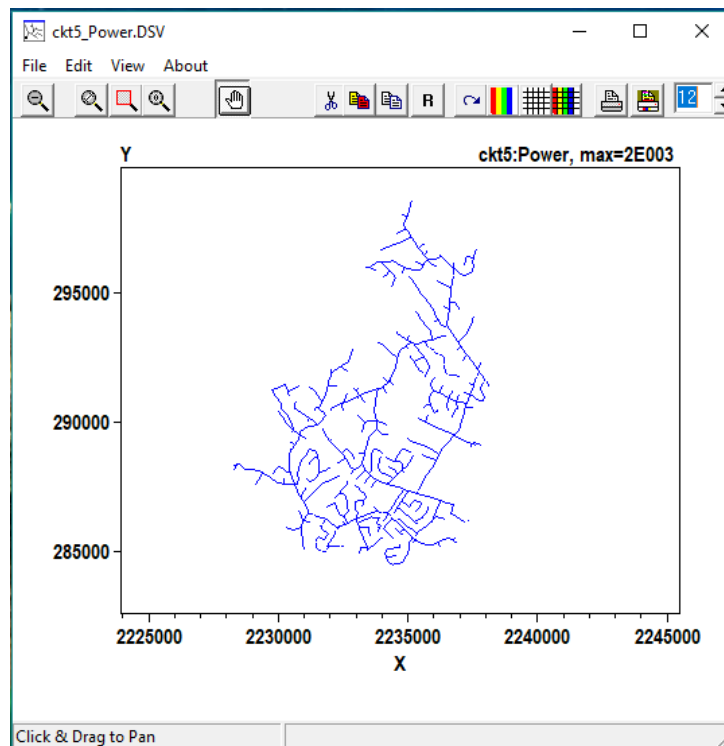 ckt5_Power.DSV
File Edit View About
R
12
Y
ckt5:Power, max=2E003
295000
290000
285000
2225000 2230000 2235000 2240000 2245000
X
Click & Drag to Pan